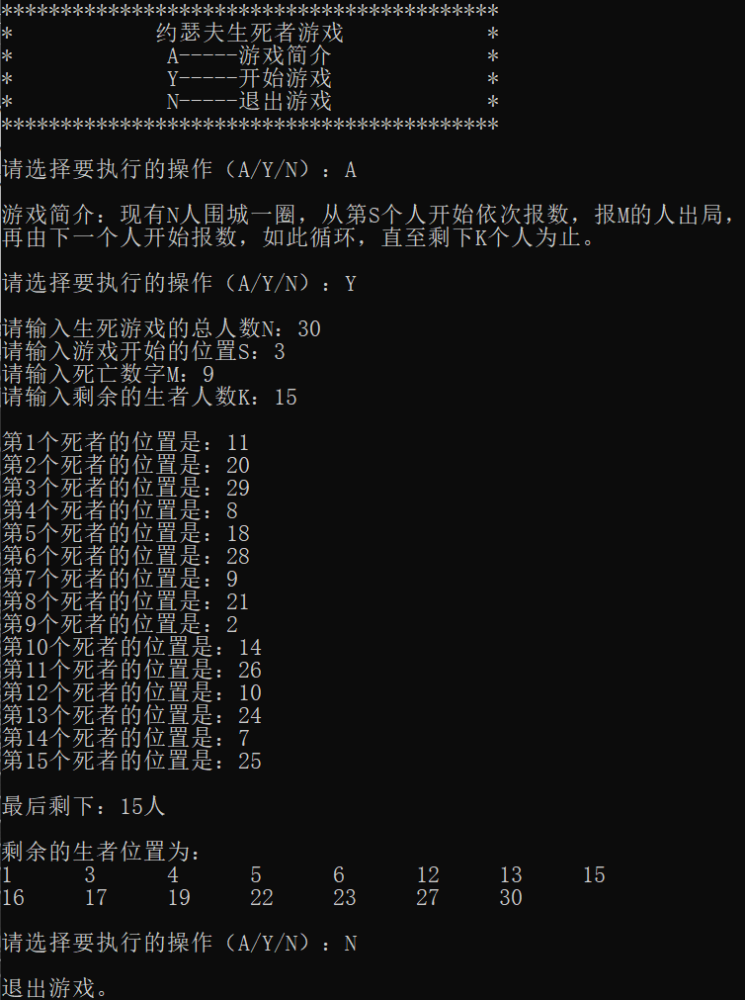 ******************************************
* 约瑟夫生死者游戏 *
* A-----游戏简介 *
* Y-----开始游戏 *
* N-----退出游戏 *
******************************************
请选择要执行的操作（A/Y/N）：A
游戏简介：现有N人围城一圈，从第S个人开始依次报数，报M的人出局，
再由下一个人开始报数，如此循环，直至剩下K个人为止。
请选择要执行的操作（A/Y/N）：Y
请输入生死游戏的总人数N：30
请输入游戏开始的位置S：3
请输入死亡数字M：9
请输入剩余的生者人数K：15
第1个死者的位置是：11
第2个死者的位置是：20
第3个死者的位置是：29
第4个死者的位置是：8
第5个死者的位置是：18
第6个死者的位置是：28
第7个死者的位置是：9
第8个死者的位置是：21
第9个死者的位置是：2
第10个死者的位置是：14
第11个死者的位置是：26
第12个死者的位置是：10
第13个死者的位置是：24
第14个死者的位置是：7
第15个死者的位置是：25
最后剩下：15人
剩余的生者位置为：
1 3 4 5 6 12 13 15
16 17 19 22 23 27 30
请选择要执行的操作（A/Y/N）：N
退出游戏。